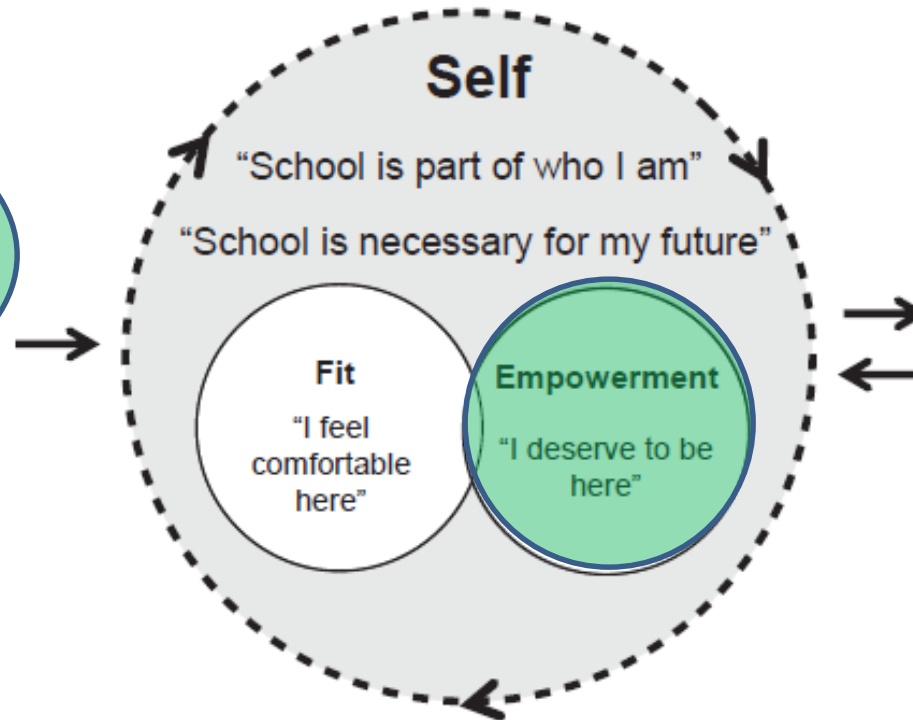 Self
“School is part of who I am”
“School is necessary for my future”
Fit
“I feel
comfortable
here”
Empowerment
“I deserve to be
here”